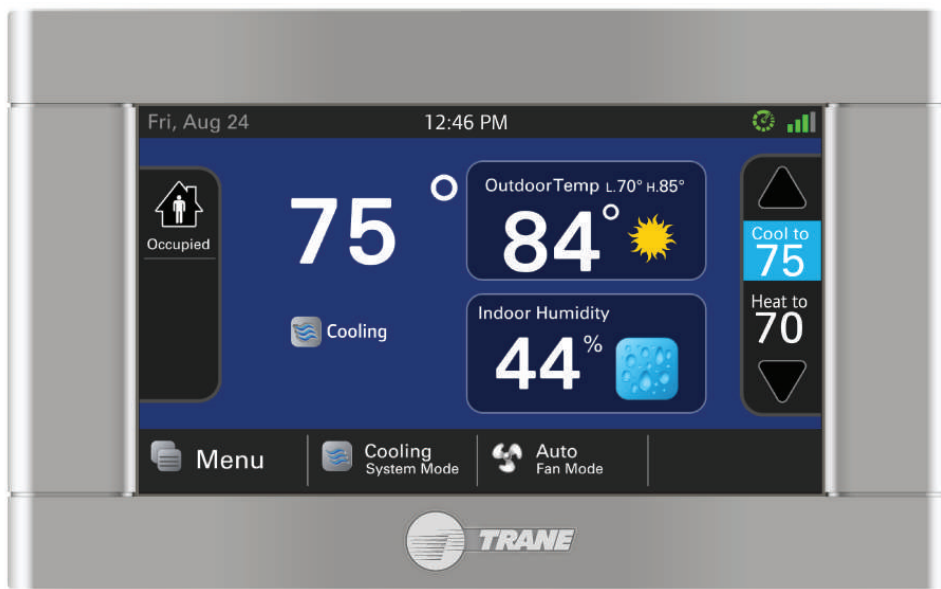 Fri, Aug 24
12:46 PM
Occupied
75°
Cooling
OutdoorTemp L.70° H.85°
84°
Indoor Humidity
44%
Cool to
75
Heat to
70
Menu
Cooling
System Mode
Auto
Fan Mode
TRANE